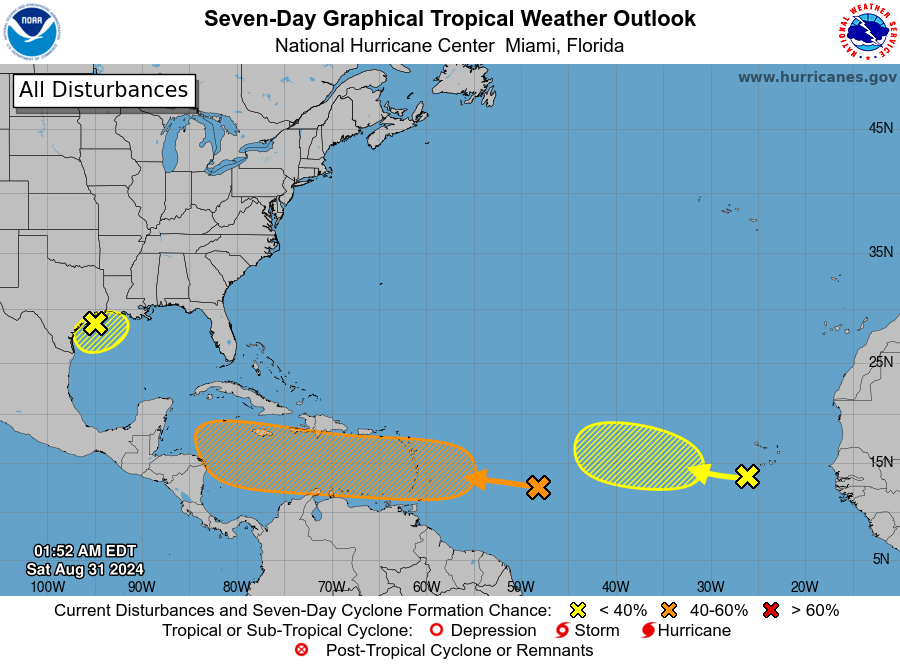 Seven-Day Graphical Tropical Weather Outlook
National Hurricane Center Miami, Florida
NOAA
NATIONAL WEATHER SERVICE
All Disturbances
www.hurricanes.gov
45N
35N
25N
15N
5N
01:52 AM EDT
Sat Aug 31 2024
100W 90W 80W 70W 60W 50W 40W 30W 20W
Current Disturbances and Seven-Day Cyclone Formation Chance: < 40% 40-60% > 60%
Tropical or Sub-Tropical Cyclone: Depression Storm Hurricane
Post-Tropical Cyclone or Remnants